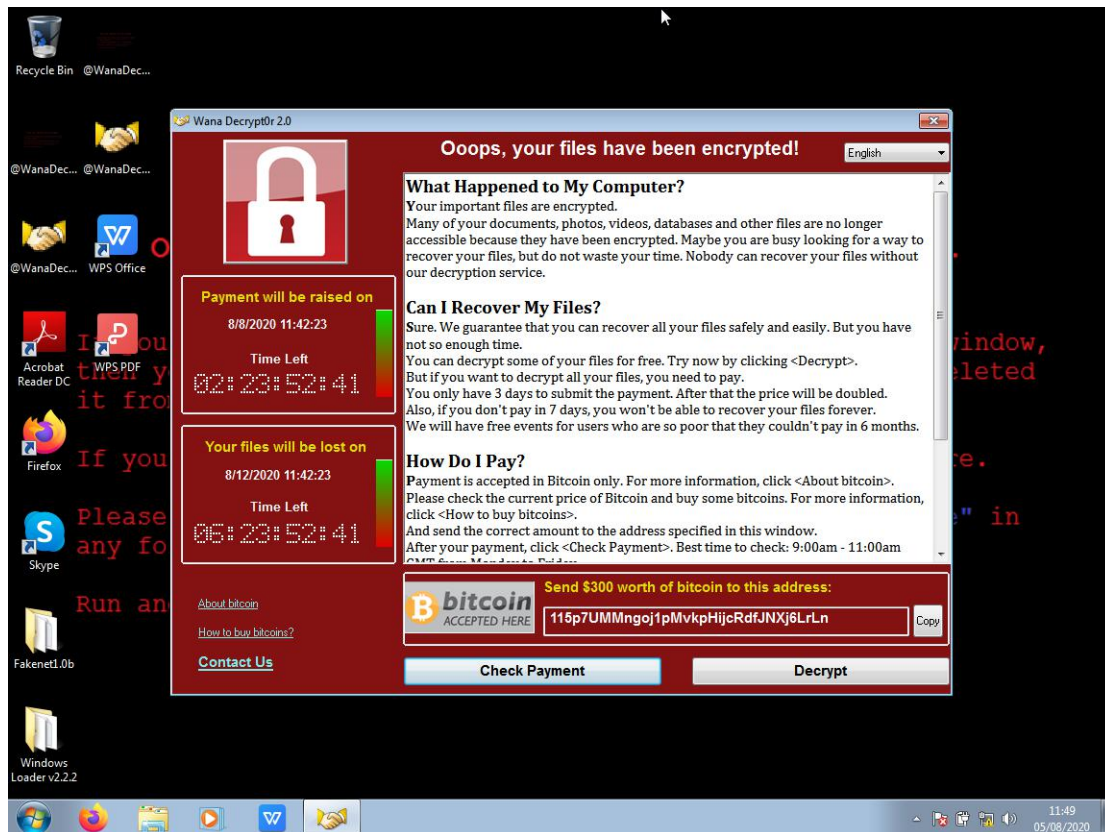 Recycle Bin
@WanaDec...
@WanaDec...
@WanaDec...
@WanaDec...
WPS Office
Acrobat
Reader DC
WPS PDF
Firefox
Skype
Fakenet1.0b
Windows
Loader v2.2.2
O
window,
then y
eleted
it fro
If you
e.
Please
e" in
any fo
Run an
Wana Decrypt0r 2.0
Ooops, your files have been encrypted!
English
Payment will be raised on
8/8/2020 11:42:23
Time Left
02:23:52:41
Your files will be lost on
8/12/2020 11:42:23
Time Left
06:23:52:41
About bitcoin
How to buy bitcoins?
Contact Us
What Happened to My Computer?
Your important files are encrypted.
Many of your documents, photos, videos, databases and other files are no longer
accessible because they have been encrypted. Maybe you are busy looking for a way to
recover your files, but do not waste your time. Nobody can recover your files without
our decryption service.
Can I Recover My Files?
Sure. We guarantee that you can recover all your files safely and easily. But you have
not so enough time.
You can decrypt some of your files for free. Try now by clicking <Decrypt>.
But if you want to decrypt all your files, you need to pay.
You only have 3 days to submit the payment. After that the price will be doubled.
Also, if you don't pay in 7 days, you won't be able to recover your files forever.
We will have free events for users who are so poor that they couldn't pay in 6 months.
How Do I Pay?
Payment is accepted in Bitcoin only. For more information, click <About bitcoin>.
Please check the current price of Bitcoin and buy some bitcoins. For more information,
click <How to buy bitcoins>.
And send the correct amount to the address specified in this window.
After your payment, click <Check Payment>. Best time to check: 9:00am - 11:00am
GMT from Monday to Friday.
bitcoin
ACCEPTED HERE
Send $300 worth of bitcoin to this address:
115p7UMMngoj1pMvkpHijcRdfJNXj6LrLn
Copy
Check Payment
Decrypt
11:49
05/08/2020